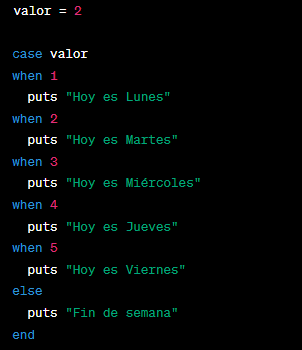 valor = 2
case valor
when 1
puts "Hoy es Lunes"
when 2
puts "Hoy es Martes"
when 3
puts "Hoy es Miércoles"
when 4
puts "Hoy es Jueves"
when 5
puts "Hoy es Viernes"
else
puts "Fin de semana"
end